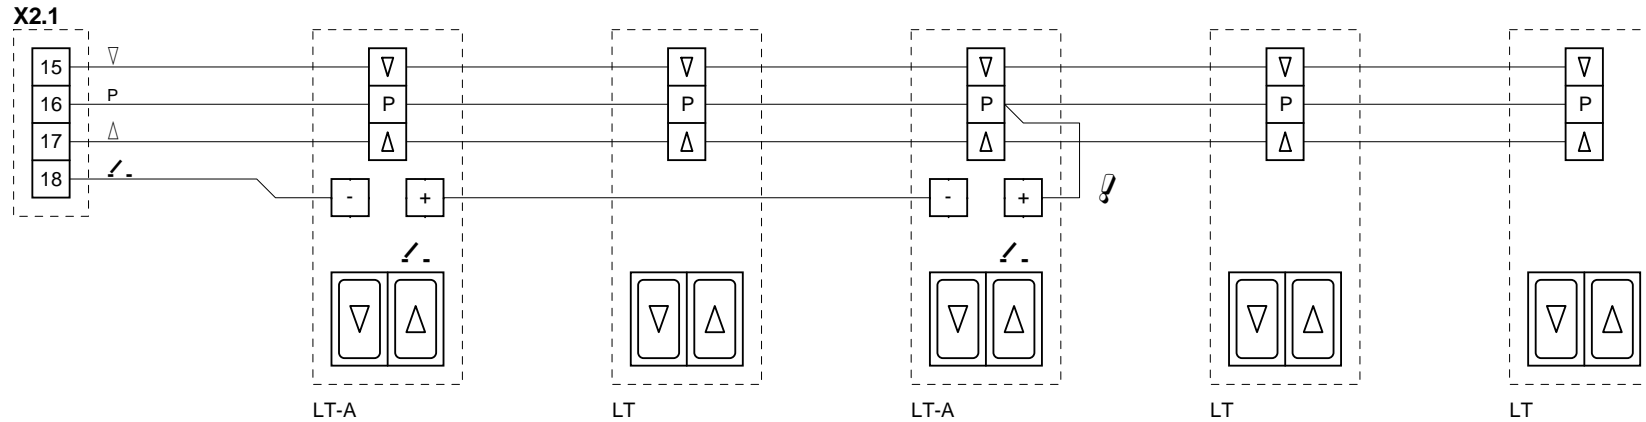 X2.1
15
16 P P P P P P
17
18
- + - +
LT-A LT LT-A LT LT